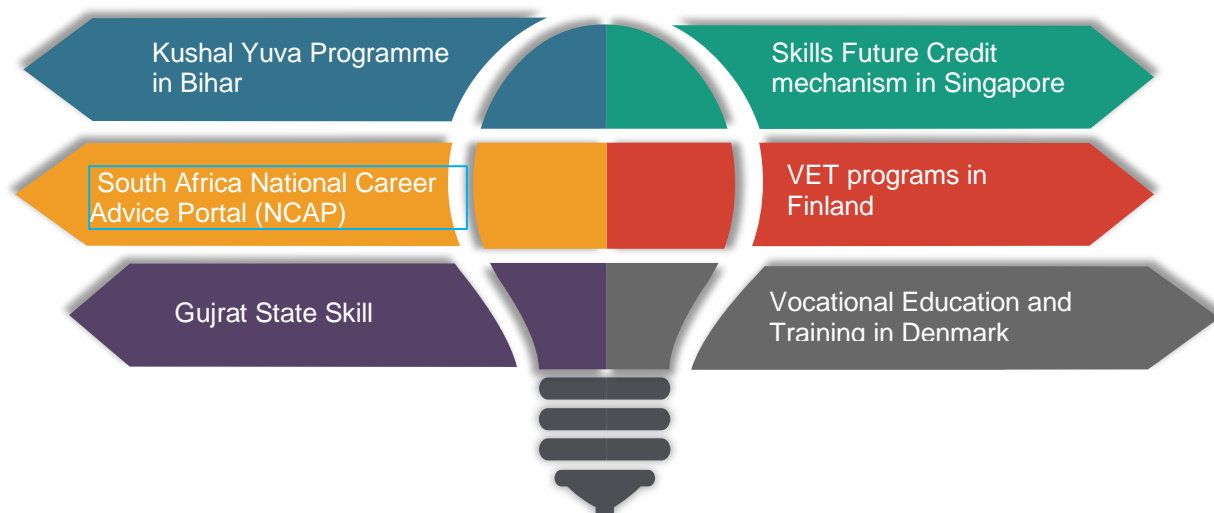 Kushal Yuva Programme
in Bihar
Skills Future Credit
mechanism in Singapore
South Africa National Career
Advice Portal (NCAP)
VET programs in
Finland
Gujrat State Skill
Vocational Education and
Training in Denmark